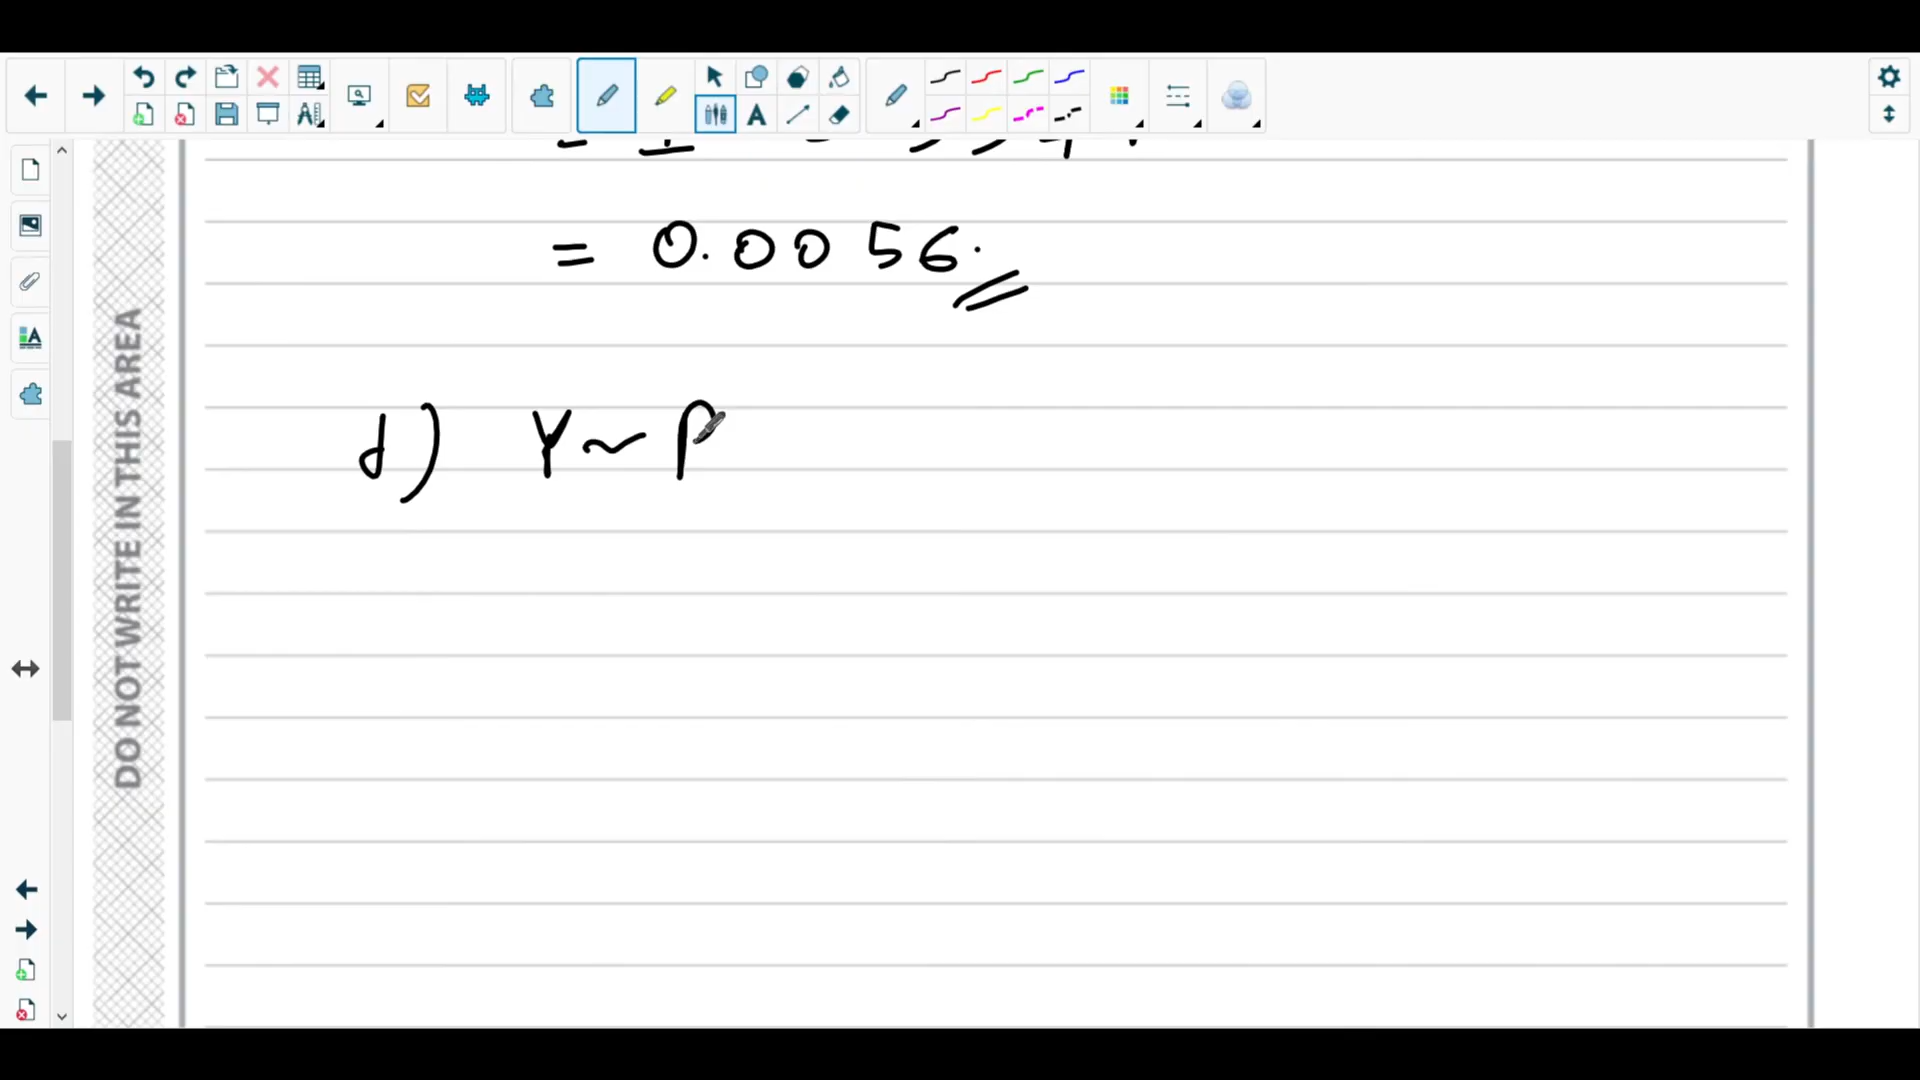 = 0.0056.
d) Y ~ P
DO NOT WRITE IN THIS AREA